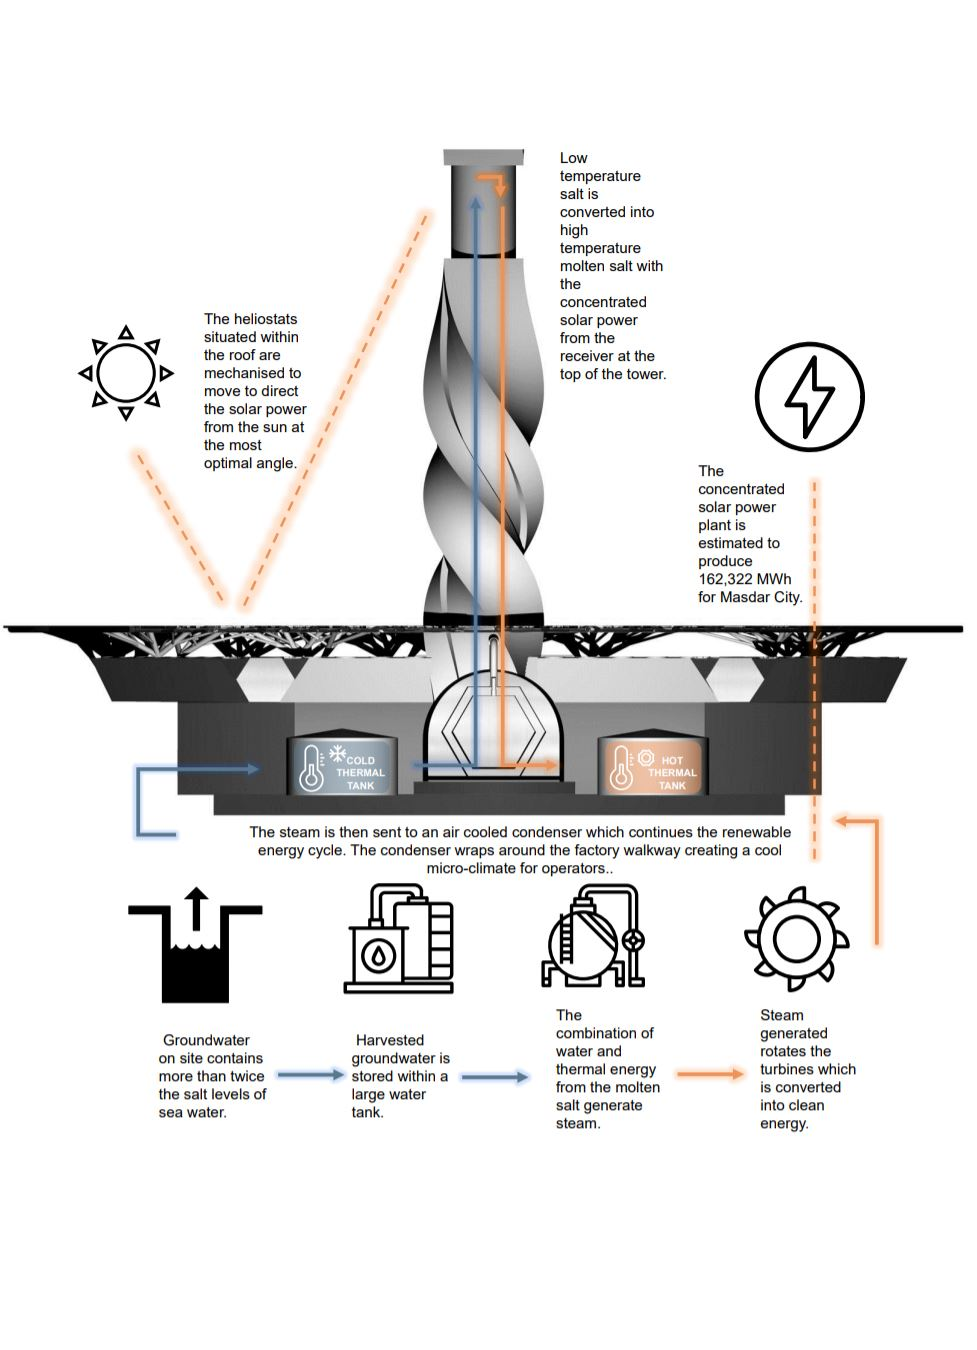 Low
temperature
salt is
converted into
high
temperature
molten salt with
the
concentrated
solar power
from the
receiver at the
top of the tower.
The heliostats
situated within
the roof are
mechanised to
move to direct
the solar power
from the sun at
the most
optimal angle.
The
concentrated
solar power
plant is
estimated to
produce
162,322 MWh
for Masdar City.
COLD
THERMAL
TANK
HOT
THERMAL
TANK
The steam is then sent to an air cooled condenser which continues the renewable
energy cycle. The condenser wraps around the factory walkway creating a cool
micro-climate for operators..
Groundwater
on site contains
more than twice
the salt levels of
sea water.
Harvested
groundwater is
stored within a
large water
tank.
The
combination of
water and
thermal energy
from the molten
salt generate
steam.
Steam
generated
rotates the
turbines which
is converted
into clean
energy.